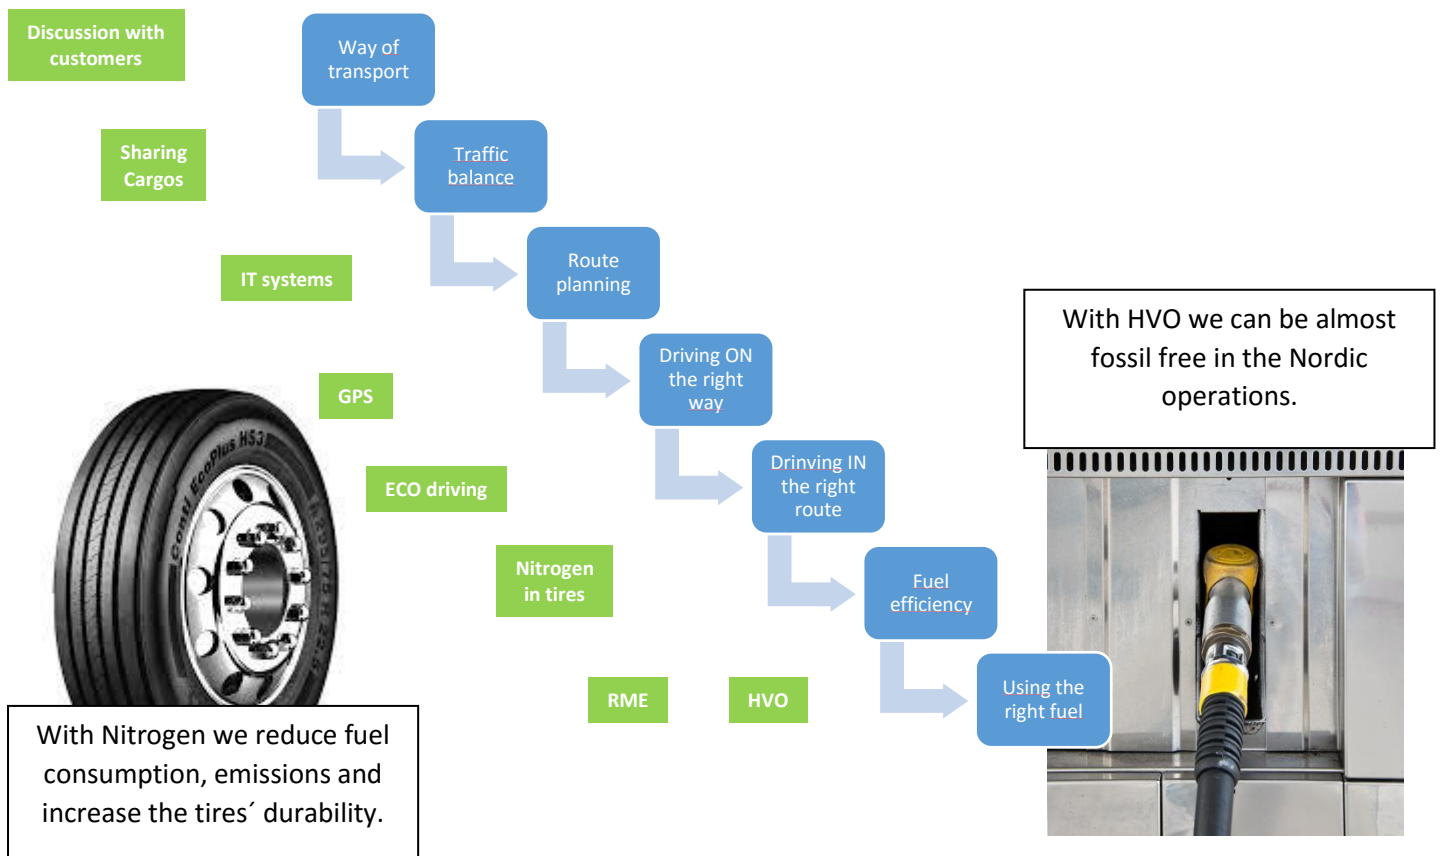 Discussion with
customers
Way of
transport
Sharing
Cargos
Traffic
balance
IT systems
Route
planning
With HVO we can be almost
fossil free in the Nordic
operations.
GPS
Driving ON
the right
way
Conti EcoPlus HS3
ECO driving
Drinving IN
the right
route
Nitrogen
in tires
Fuel
efficiency
RME
HVO
Using the
right fuel
With Nitrogen we reduce fuel
consumption, emissions and
increase the tires´ durability.